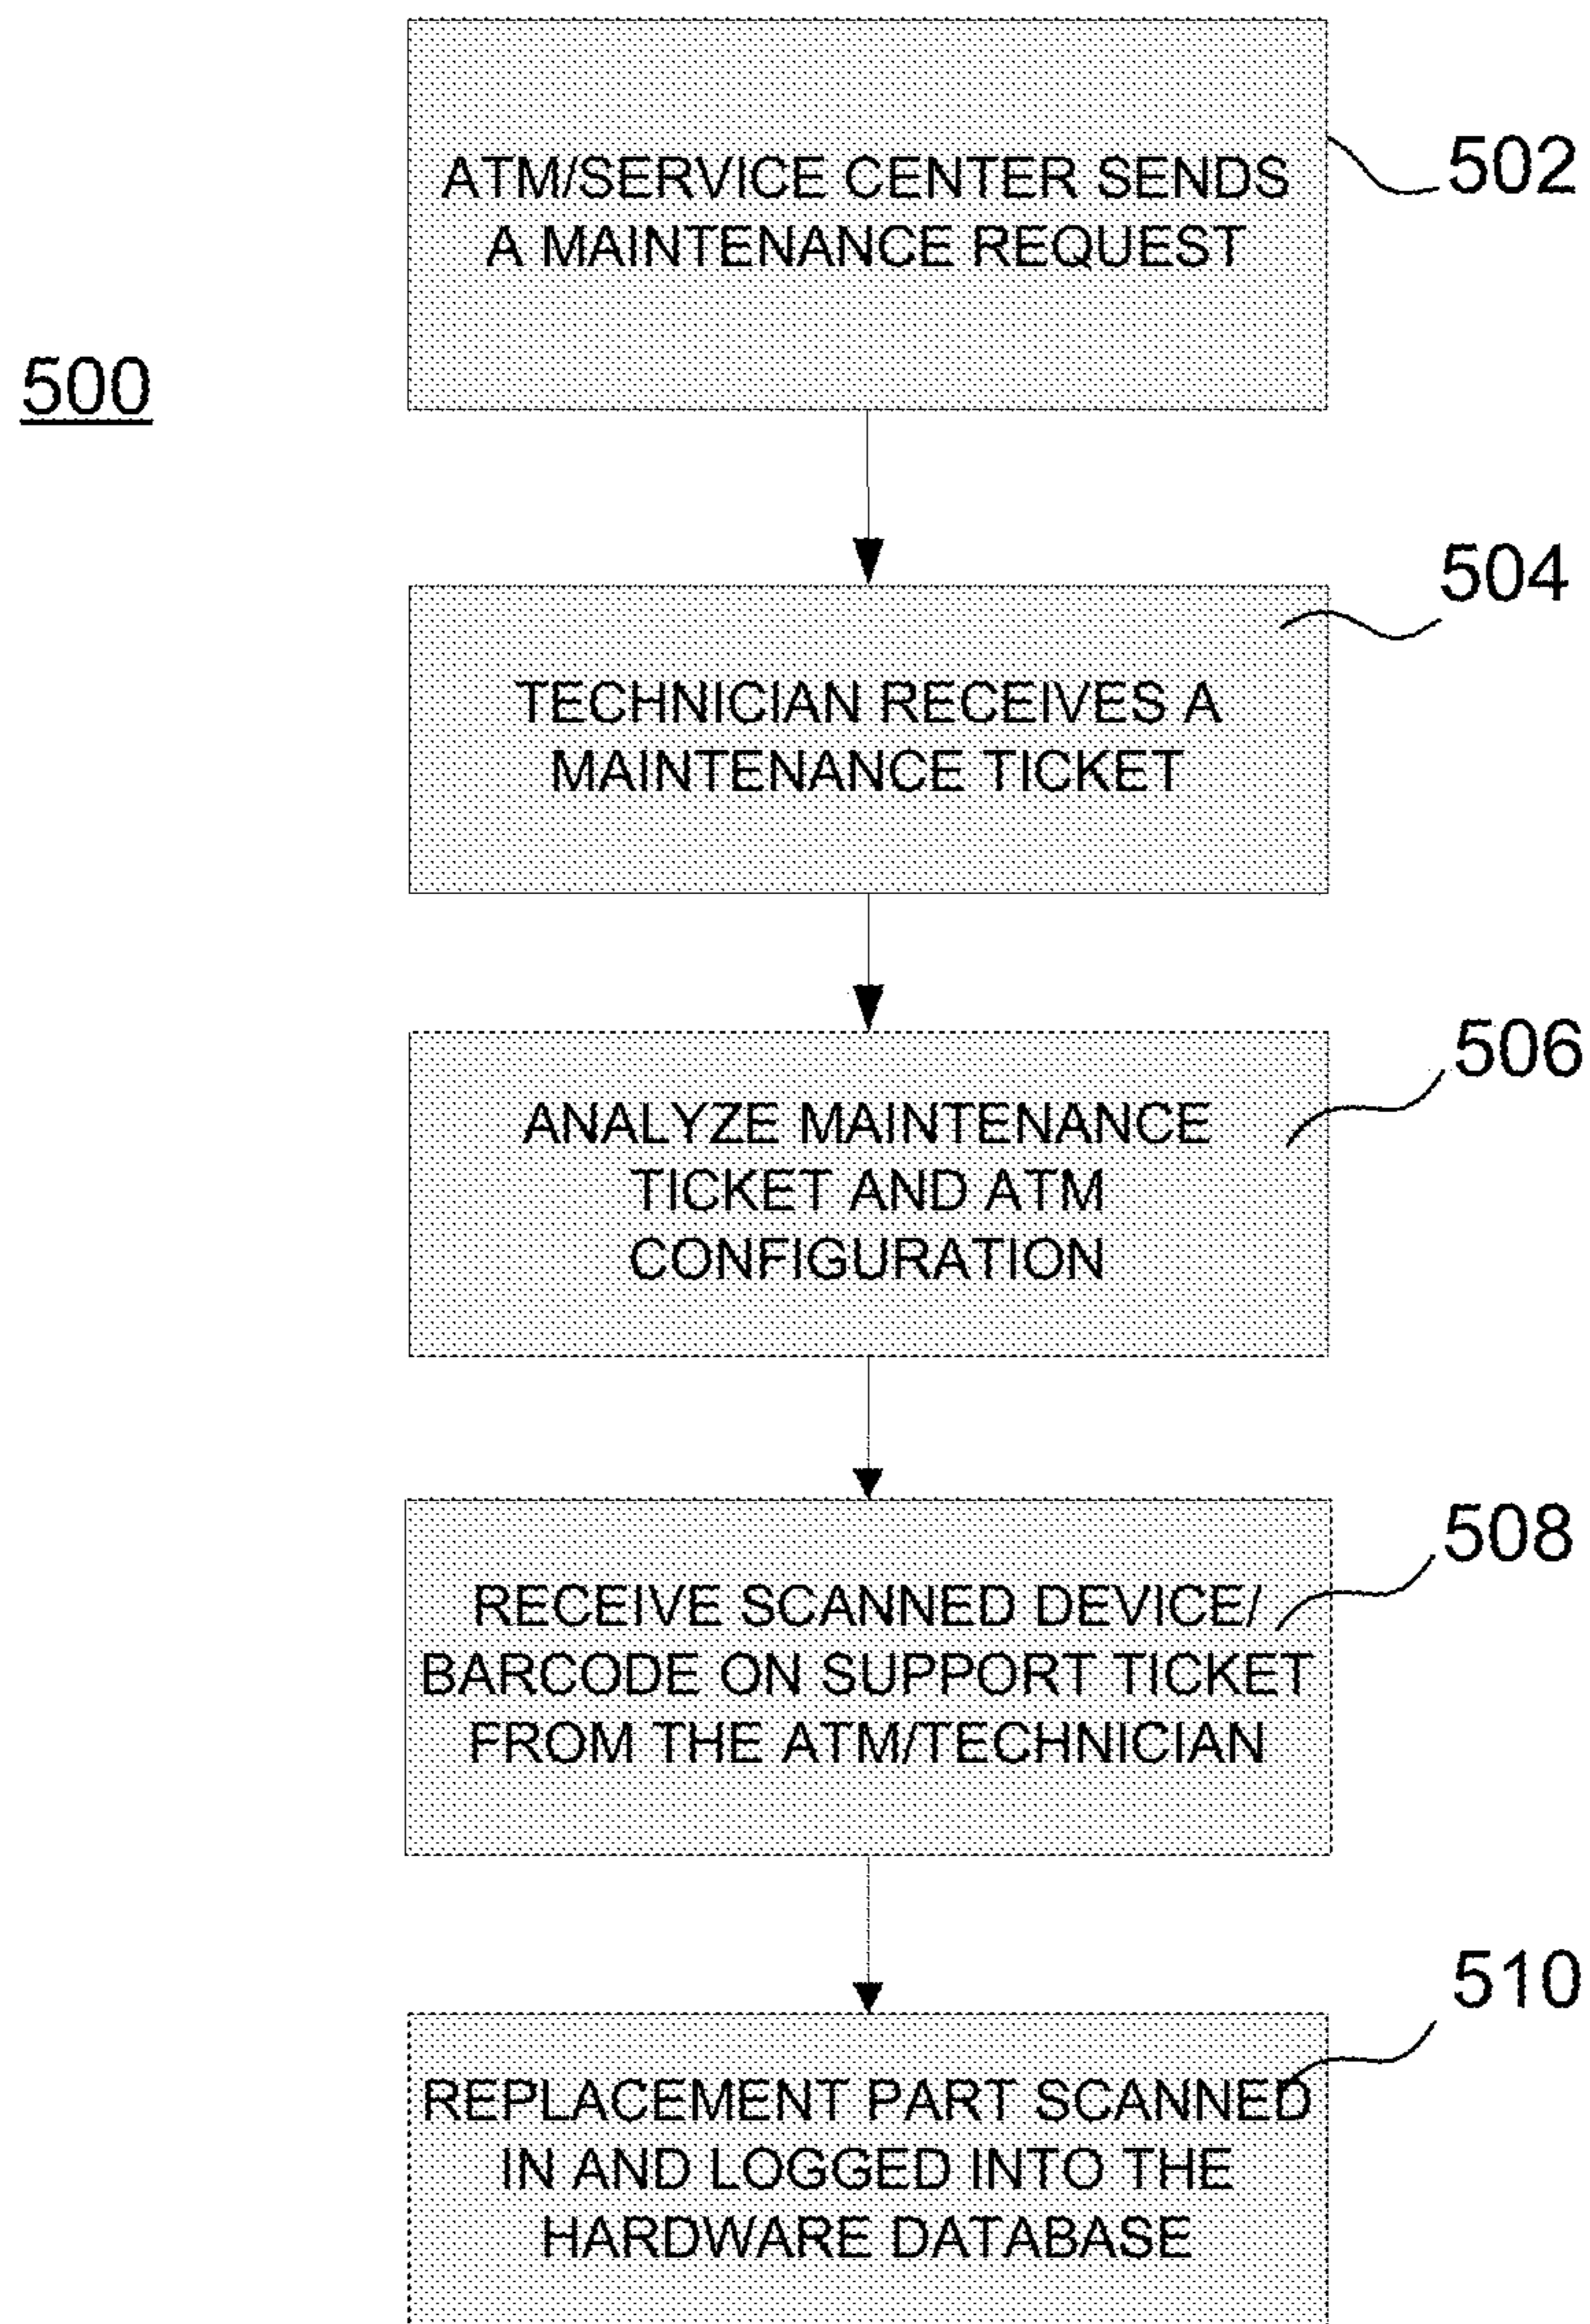 ATM/SERVICE CENTER SENDS
A MAINTENANCE REQUEST
502
500
504
TECHNICIAN RECEIVES A
MAINTENANCE TICKET
506
ANALYZE MAINTENANCE
TICKET AND ATM
CONFIGURATION
508
RECEIVE SCANNED DEVICE/
BARCODE ON SUPPORT TICKET
FROM THE ATM/TECHNICIAN
510
REPLACEMENT PART SCANNED
IN AND LOGGED INTO THE
HARDWARE DATABASE